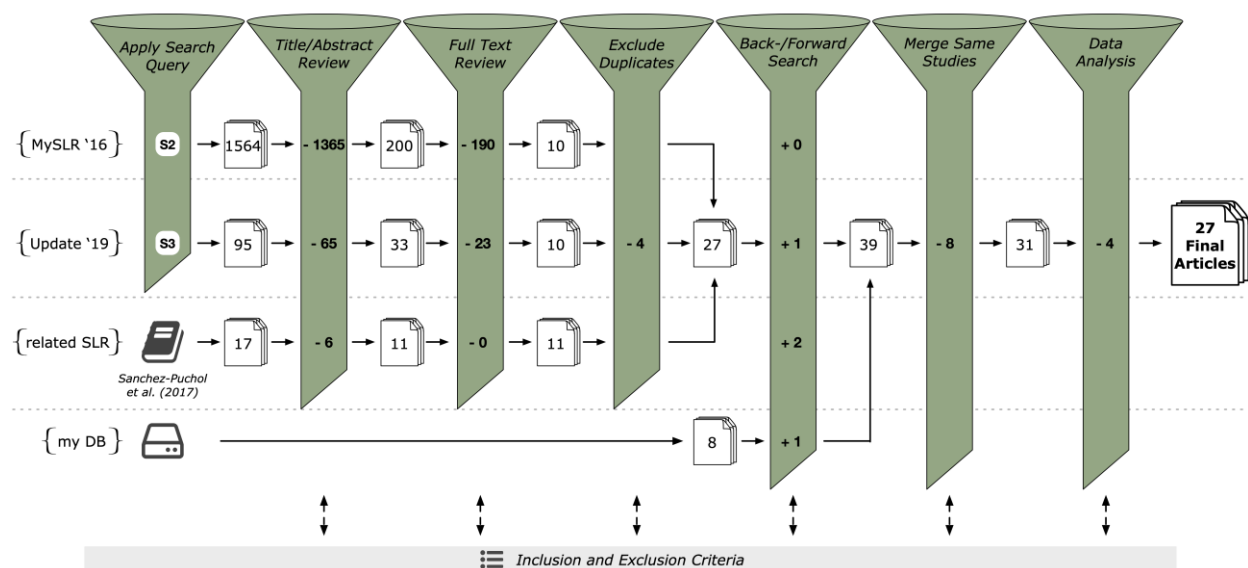 Apply Search
Query
Title/Abstract
Review
Full Text
Review
Exclude
Duplicates
Back-/Forward
Search
Merge Same
Studies
Data
Analysis
MySLR ‘16
S2
1564
- 1365
200
- 190
10
+ 0
Update ‘19
S3
95
- 65
33
- 23
10
- 4
27
+ 1
39
- 8
31
- 4
27
Final
Articles
related SLR
17
- 6
11
- 0
11
+ 2
Sanchez-Puchol
et al. (2017)
my DB
8
+ 1
Inclusion and Exclusion Criteria